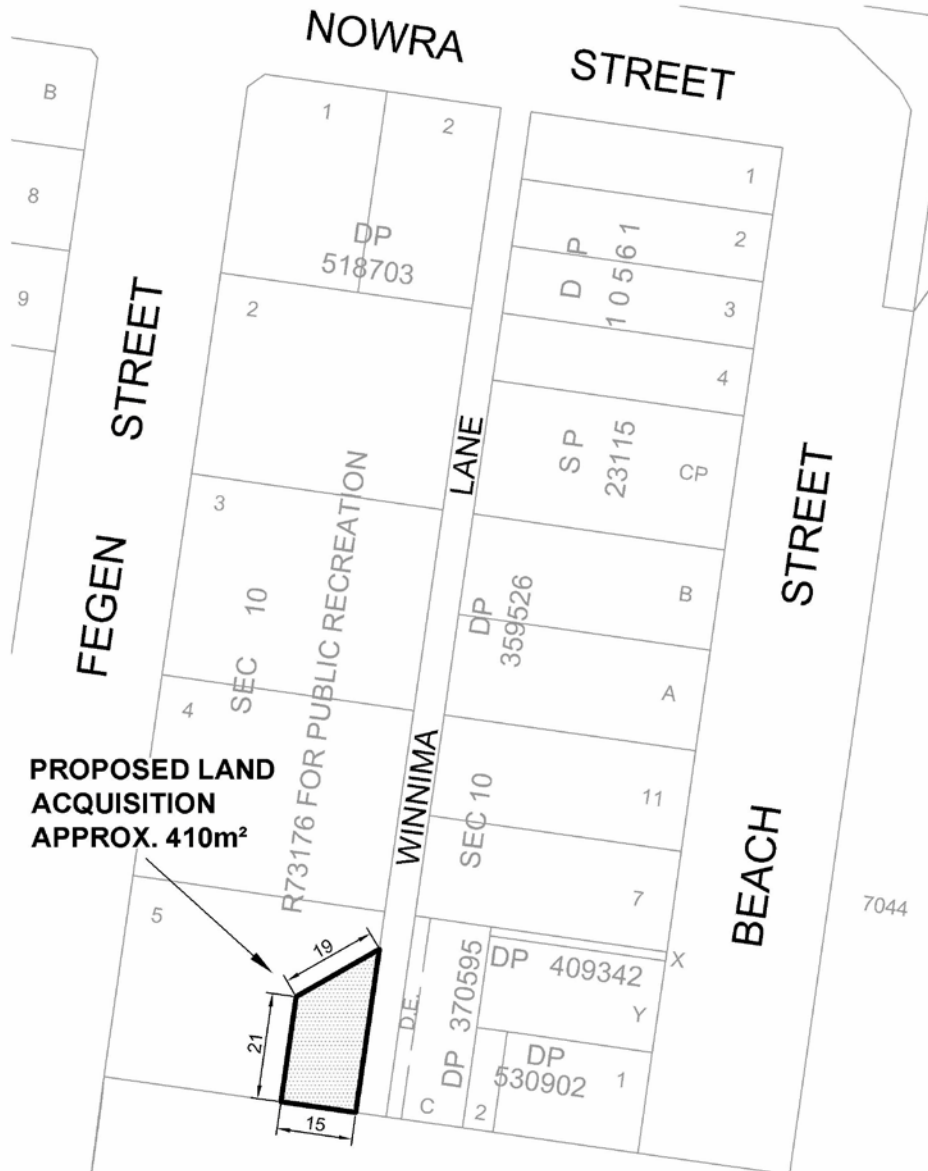 NOWRA STREET
B
8
9
1
2
DP
518703
1
2
3
4
D P
1 0 5 6 1
FEGEN STREET
2
3
4
5
SEC 10
R73176 FOR PUBLIC RECREATION
WINNIMA LANE
S P
23115
CP
DP
359526
B
A
11
SEC 10
7
BEACH STREET
7044
PROPOSED LAND
ACQUISITION
APPROX. 410m²
19
21
15
D.E.
DP 370595
C
2
DP 409342
X
Y
DP
530902
1